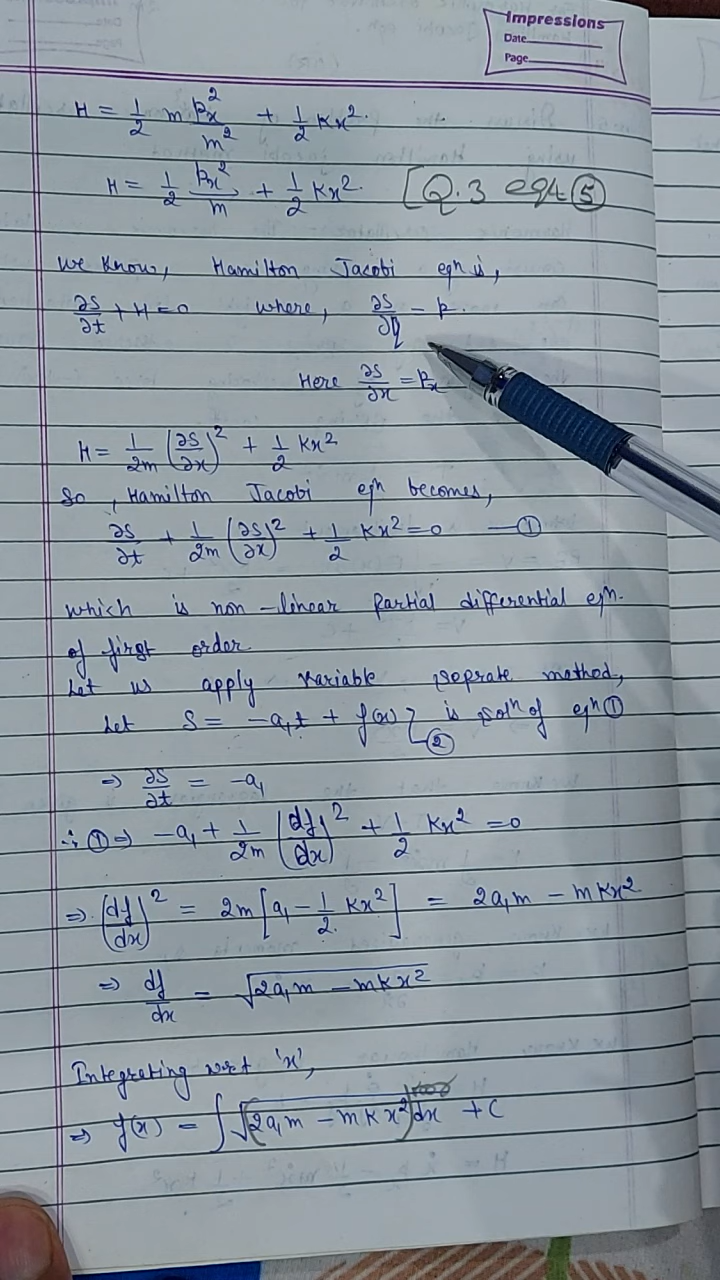 Impressions
Date
Page
H = 1/2 m Px²/m² + 1/2 Kx².
H = 1/2 Px²/m + 1/2 Kx². [Q.3 eqt ⑤
we know, Hamilton Jacobi eqn is,
∂S/∂t + H = 0 where, ∂S/∂q = p.
Here ∂S/∂x = Px
H = 1/2m (∂S/∂x)² + 1/2 Kx²
So, Hamilton Jacobi eqn becomes,
∂S/∂t + 1/2m (∂S/∂x)² + 1/2 Kx² = 0 — ①
which is non-linear Partial differential eqn.
of first order.
Let us apply variable seprate method,
Let S = -a₁t + f(x) } is solⁿ of eqⁿ ①
②
⇒ ∂S/∂t = -a₁
∴ ① ⇒ -a₁ + 1/2m (df/dx)² + 1/2 Kx² = 0
⇒ (df/dx)² = 2m[a₁ - 1/2 Kx²] = 2a₁m - mKx²
⇒ df/dx = √(2a₁m - mKx²)
Integrating wrt 'x',
⇒ f(x) = ∫√(2a₁m - mKx²) dx + C